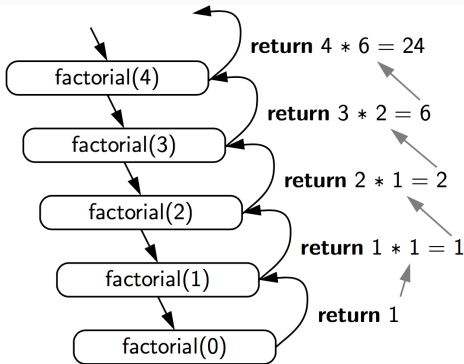 return 4 * 6 = 24
factorial(4)
return 3 * 2 = 6
factorial(3)
return 2 * 1 = 2
factorial(2)
return 1 * 1 = 1
factorial(1)
return 1
factorial(0)